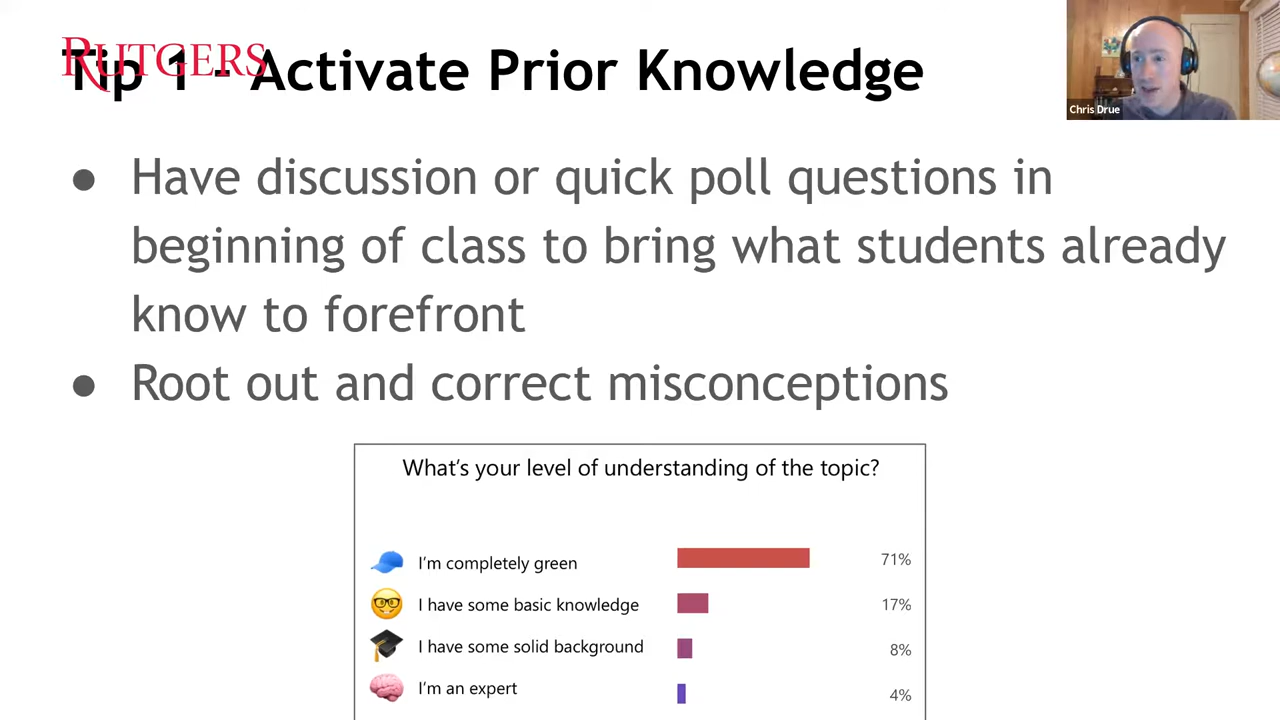 RUTGERS
Tip 1 - Activate Prior Knowledge
Chris Drue
● Have discussion or quick poll questions in
beginning of class to bring what students already
know to forefront
● Root out and correct misconceptions
What's your level of understanding of the topic?
I'm completely green 71%
I have some basic knowledge 17%
I have some solid background 8%
I'm an expert 4%